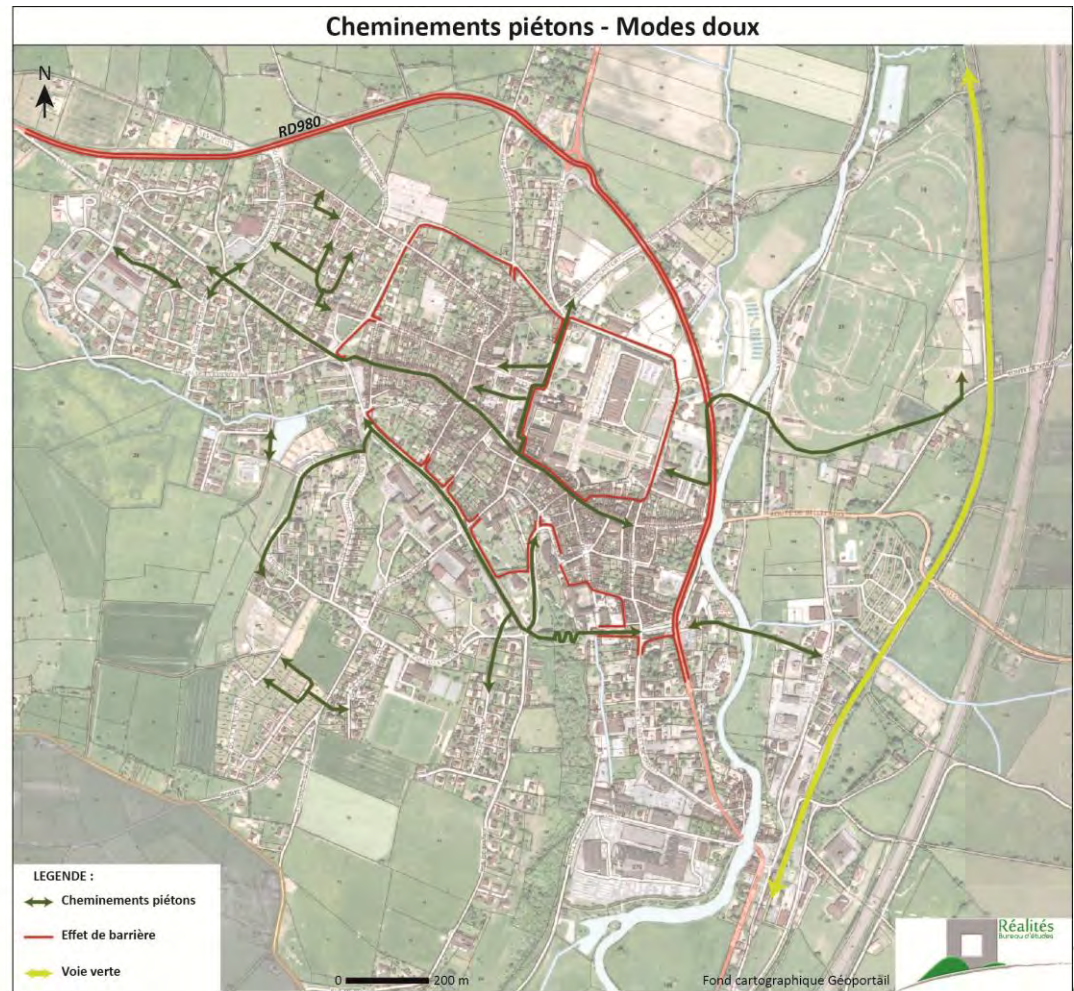 Cheminements piétons - Modes doux
N
RD980
LEGENDE :
Cheminements piétons
Effet de barrière
Voie verte
0 200 m
Fond cartographique Géoportail
Réalités
Bureau d'études